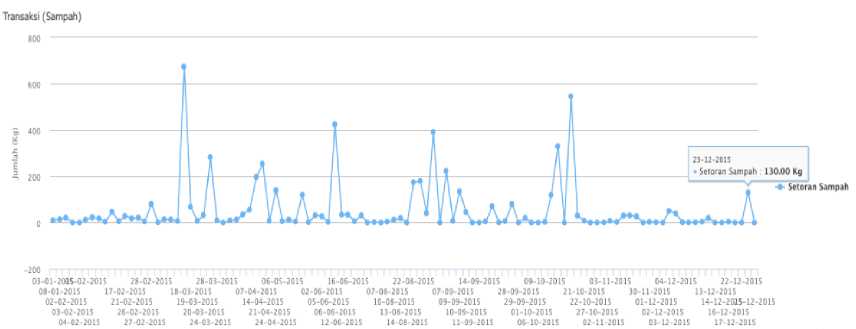 Transaksi (Sampah)
800
600
400
200
0
-200
Jumlah (Kg)
23-12-2015
Setoran Sampah : 130.00 Kg
Setoran Sampah
03-01-2015 05-02-2015 28-02-2015 28-03-2015 06-05-2015 16-06-2015 22-08-2015 14-09-2015 09-10-2015 03-11-2015 04-12-2015 22-12-2015
08-01-2015 17-02-2015 18-03-2015 07-04-2015 02-06-2015 07-08-2015 07-09-2015 28-09-2015 21-10-2015 30-11-2015 13-12-2015
02-02-2015 21-02-2015 19-03-2015 14-04-2015 05-06-2015 10-08-2015 09-09-2015 29-09-2015 22-10-2015 01-12-2015 14-12-2015 25-12-2015
03-02-2015 26-02-2015 20-03-2015 21-04-2015 06-06-2015 13-08-2015 10-09-2015 01-10-2015 27-10-2015 02-12-2015 16-12-2015
04-02-2015 27-02-2015 24-03-2015 24-04-2015 12-06-2015 14-08-2015 11-09-2015 06-10-2015 02-11-2015 03-12-2015 17-12-2015